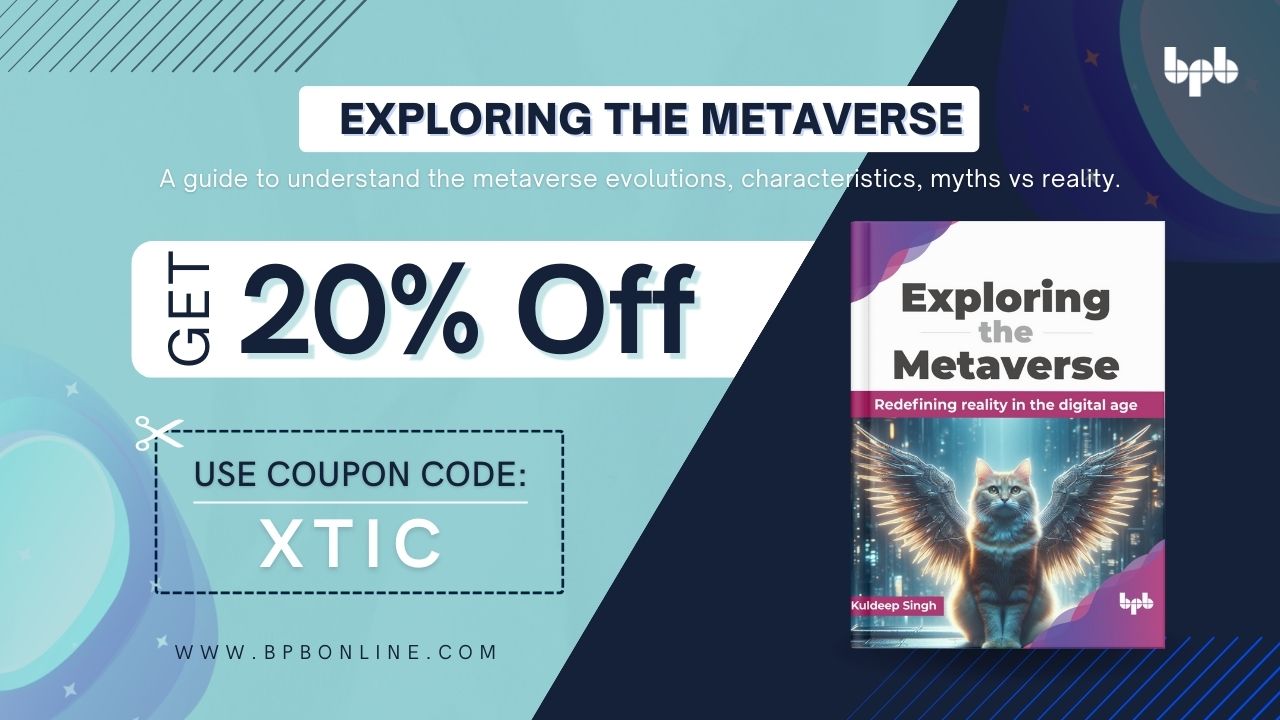 bpb
EXPLORING THE METAVERSE
A guide to understand the metaverse evolutions, characteristics, myths vs reality.
GET
20% Off
USE COUPON CODE:
XTIC
WWW.BPBONLINE.COM
Exploring
the
Metaverse
Redefining reality in the digital age
Kuldeep Singh
bpb